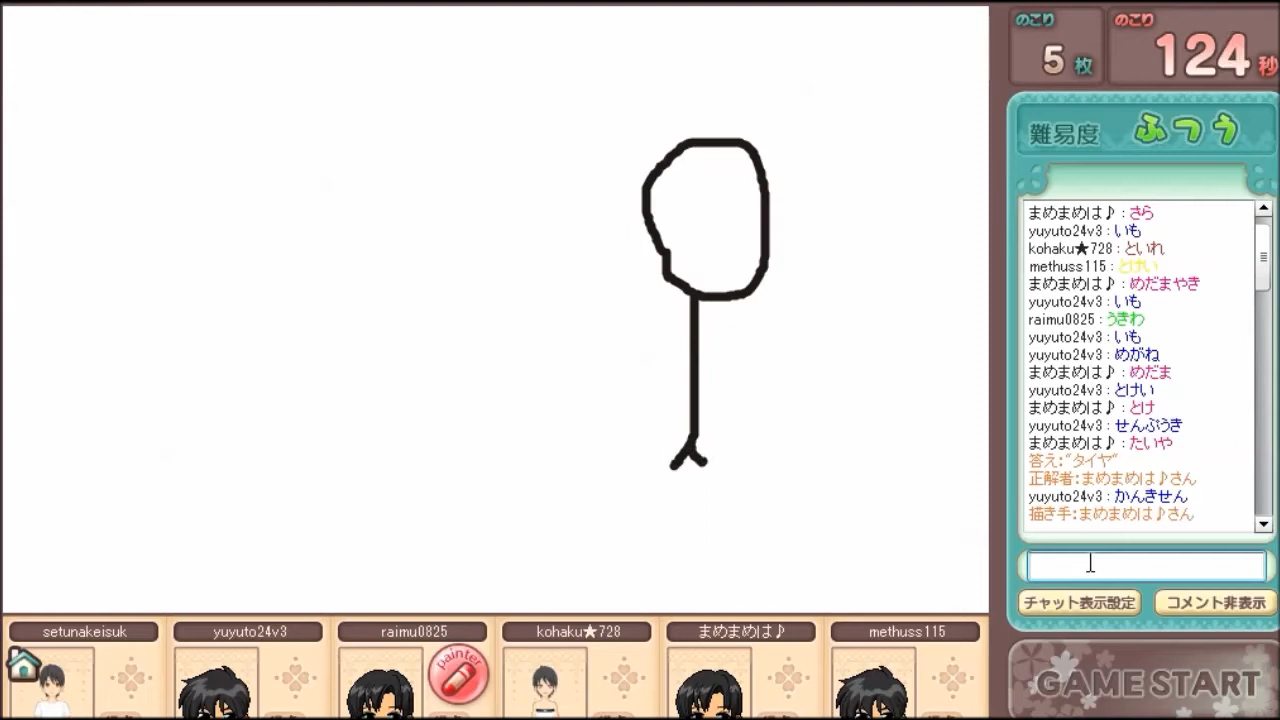 のこり
5枚
のこり
124秒
難易度 ふつう
まめまめは♪ : さら
yuyuto24v3 : いも
kohaku★728 : といれ
methuss115 : とけい
まめまめは♪ : めだまやき
yuyuto24v3 : いも
raimu0825 : うきわ
yuyuto24v3 : いも
yuyuto24v3 : めがね
まめまめは♪ : めだま
yuyuto24v3 : とけい
まめまめは♪ : とけ
yuyuto24v3 : せんぷうき
まめまめは♪ : たいや
答え:"タイヤ"
正解者:まめまめは♪さん
yuyuto24v3 : かんきせん
描き手:まめまめは♪さん
チャット表示設定
コメント非表示
setunakeisuk
yuyuto24v3
raimu0825
kohaku★728
まめまめは♪
methuss115
painter
GAME START